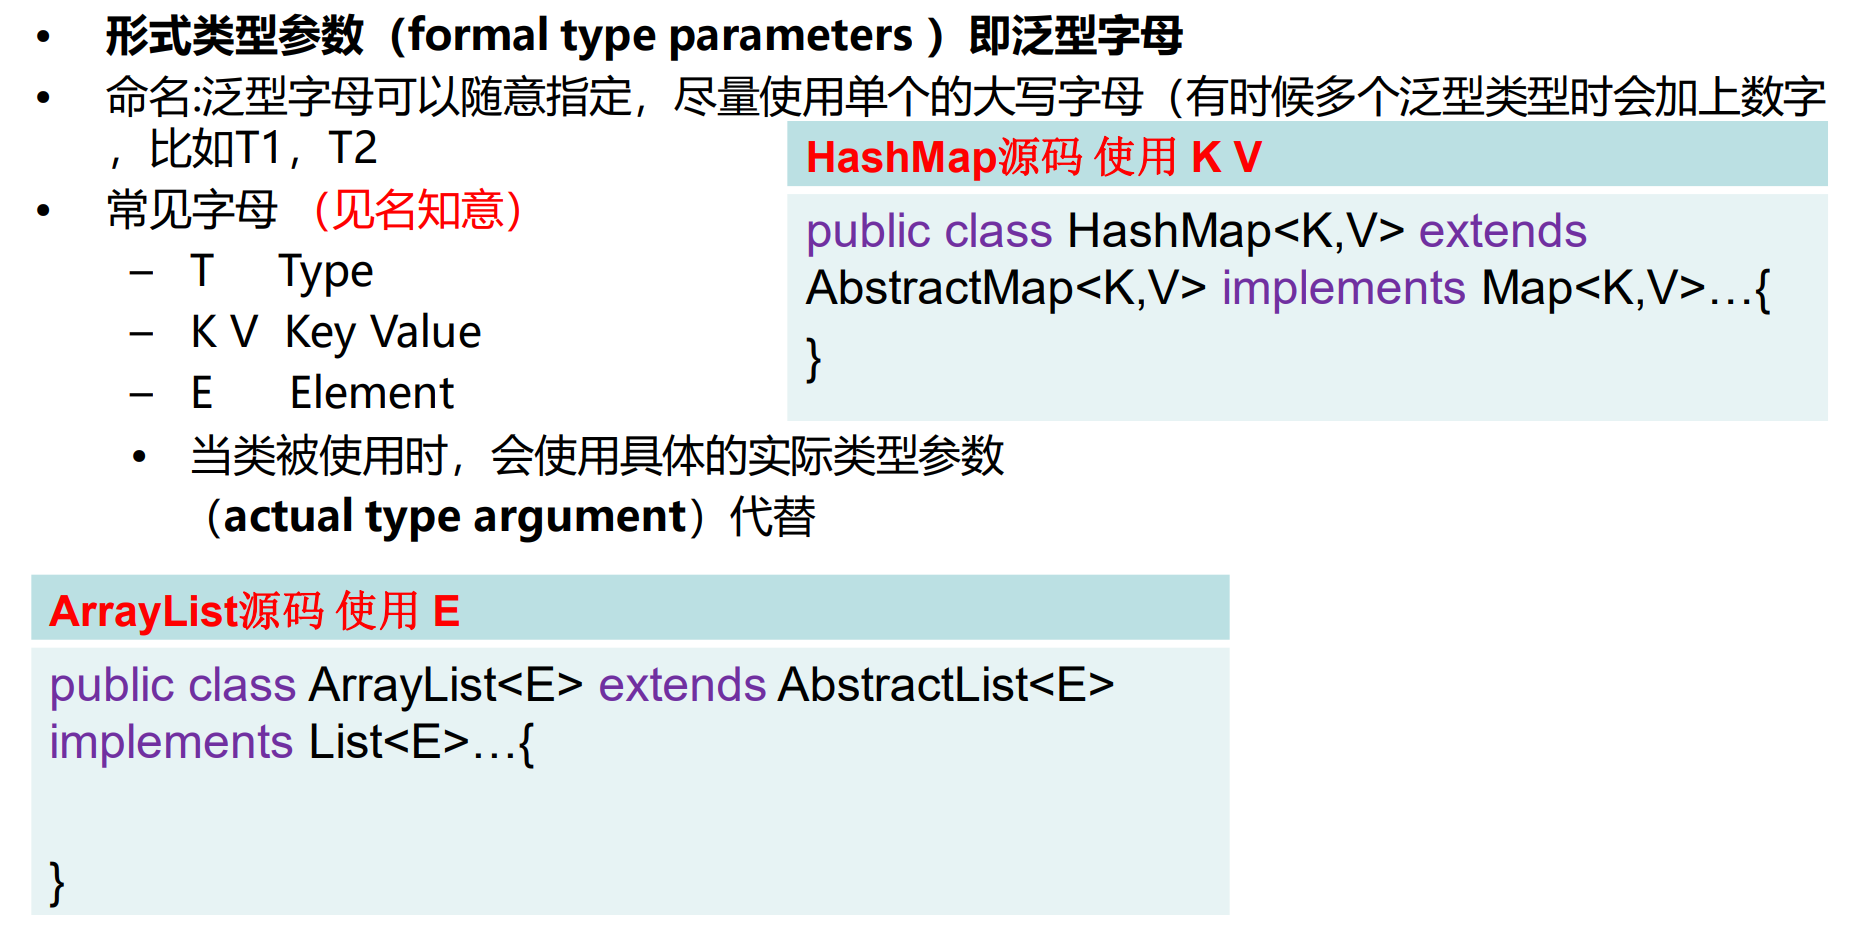 • 形式类型参数（formal type parameters ）即泛型字母
• 命名:泛型字母可以随意指定，尽量使用单个的大写字母（有时候多个泛型类型时会加上数字
，比如T1，T2
• 常见字母 （见名知意）
– T Type
– K V Key Value
– E Element
• 当类被使用时，会使用具体的实际类型参数
（actual type argument）代替
HashMap源码 使用 K V
public class HashMap<K,V> extends
AbstractMap<K,V> implements Map<K,V>…{
}
ArrayList源码 使用 E
public class ArrayList<E> extends AbstractList<E>
implements List<E>…{
}